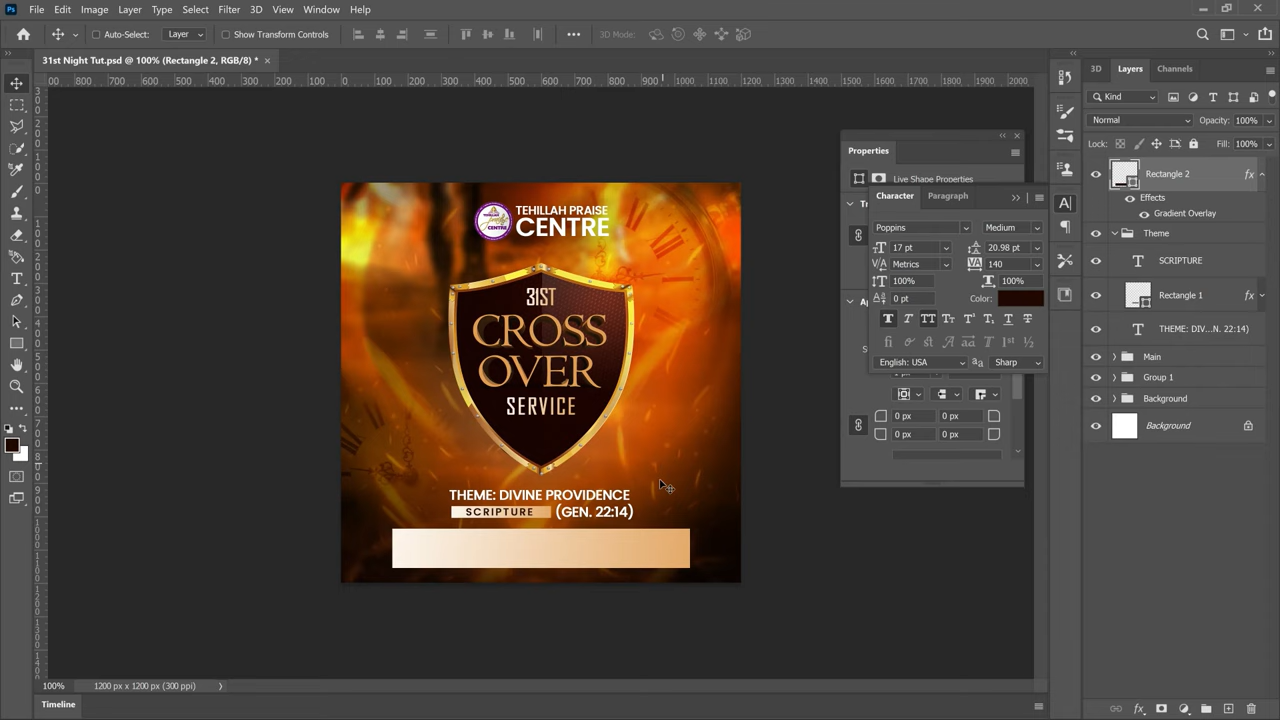 File Edit Image Layer Type Select Filter 3D View Window Help
Auto-Select: Layer Show Transform Controls 3D Mode:
31st Night Tut.psd @ 100% (Rectangle 2, RGB/8) *
3D Layers Channels
Kind
Normal Opacity: 100%
Lock: Fill: 100%
Rectangle 2 fx
Effects
Gradient Overlay
Theme
SCRIPTURE
Rectangle 1 fx
THEME: DIV...N. 22:14)
Main
Group 1
Background
Background
Properties
Live Shape Properties
Character Paragraph
Poppins Medium
17 pt 20.98 pt
Metrics 140
100% 100%
0 pt Color:
English: USA Sharp
0 px 0 px
0 px 0 px
TEHILLAH PRAISE
CENTRE
31ST
CROSS
OVER
SERVICE
THEME: DIVINE PROVIDENCE
SCRIPTURE (GEN. 22:14)
100% 1200 px x 1200 px (300 ppi)
Timeline